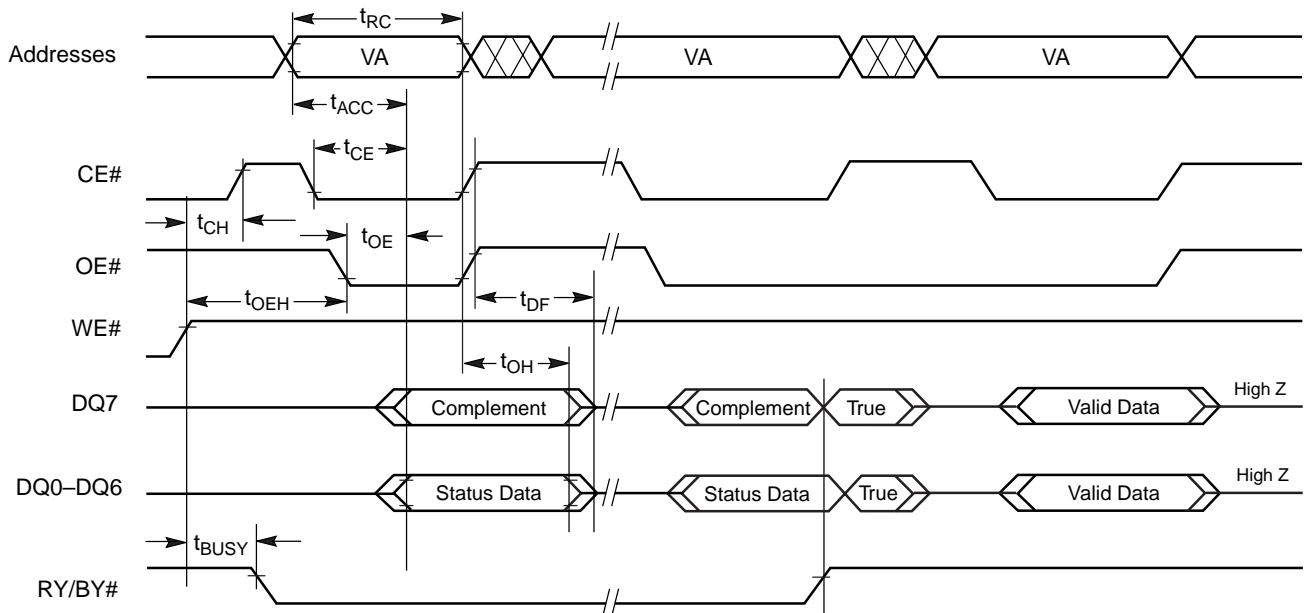 tRC
Addresses VA VA VA
tACC
tCE
CE#
tCH
tOE
OE#
tOEH tDF
WE#
tOH
DQ7 Complement Complement True Valid Data High Z
DQ0–DQ6 Status Data Status Data True Valid Data High Z
tBUSY
RY/BY#